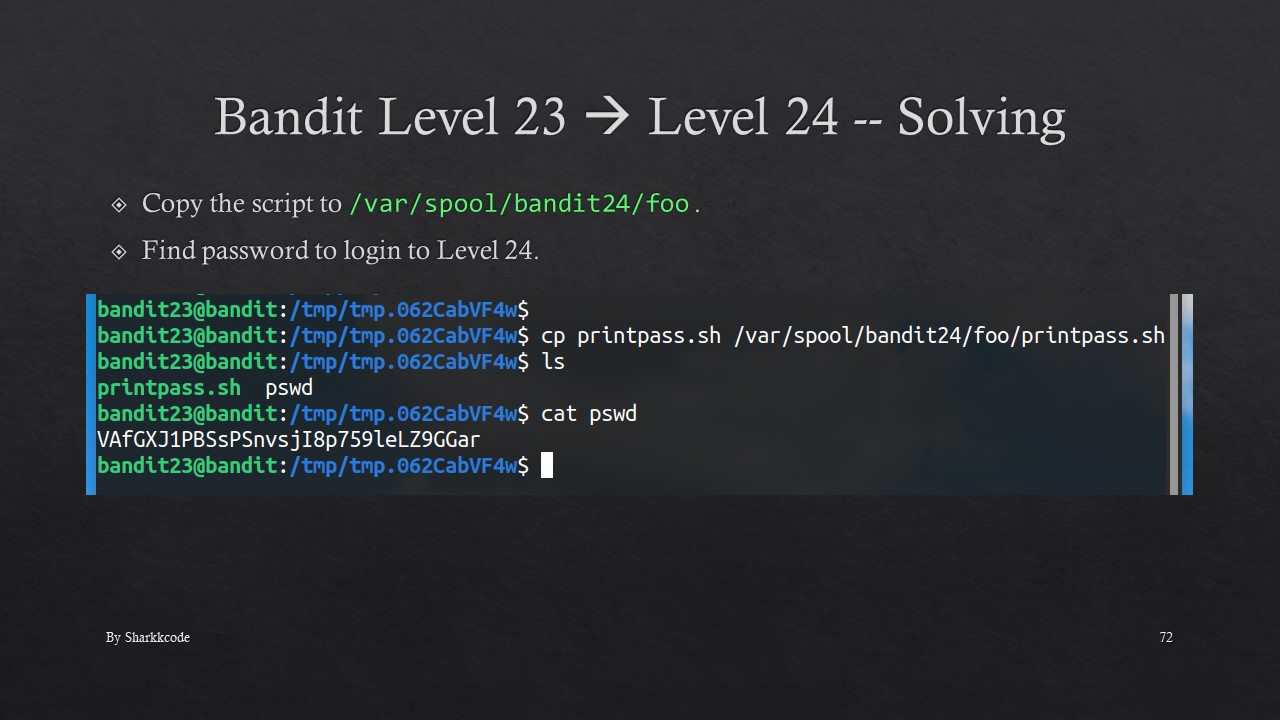 Bandit Level 23 → Level 24 -- Solving
Copy the script to /var/spool/bandit24/foo .
Find password to login to Level 24.
bandit23@bandit:/tmp/tmp.062CabVF4w$
bandit23@bandit:/tmp/tmp.062CabVF4w$ cp printpass.sh /var/spool/bandit24/foo/printpass.sh
bandit23@bandit:/tmp/tmp.062CabVF4w$ ls
printpass.sh  pswd
bandit23@bandit:/tmp/tmp.062CabVF4w$ cat pswd
VAfGXJ1PBSsPSnvsjI8p759leLZ9GGar
bandit23@bandit:/tmp/tmp.062CabVF4w$
By Sharkkcode
72